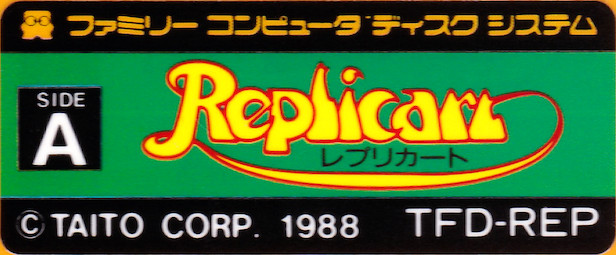 ファミリー コンピュータ ディスク システム
SIDE
A
Replicart
レプリカート
© TAITO CORP. 1988 TFD-REP